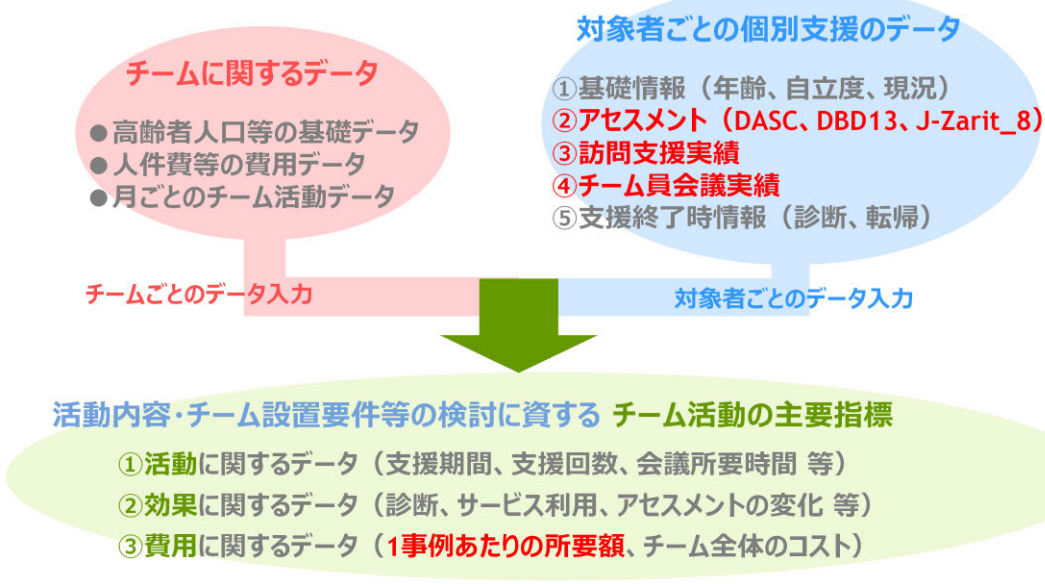 チームに関するデータ
●高齢者人口等の基礎データ
●人件費等の費用データ
●月ごとのチーム活動データ
チームごとのデータ入力
対象者ごとの個別支援のデータ
①基礎情報（年齢、自立度、現況）
②アセスメント（DASC、DBD13、J-Zarit_8）
③訪問支援実績
④チーム員会議実績
⑤支援終了時情報（診断、転帰）
対象者ごとのデータ入力
活動内容・チーム設置要件等の検討に資する チーム活動の主要指標
①活動に関するデータ（支援期間、支援回数、会議所要時間 等）
②効果に関するデータ（診断、サービス利用、アセスメントの変化 等）
③費用に関するデータ（1事例あたりの所要額、チーム全体のコスト）